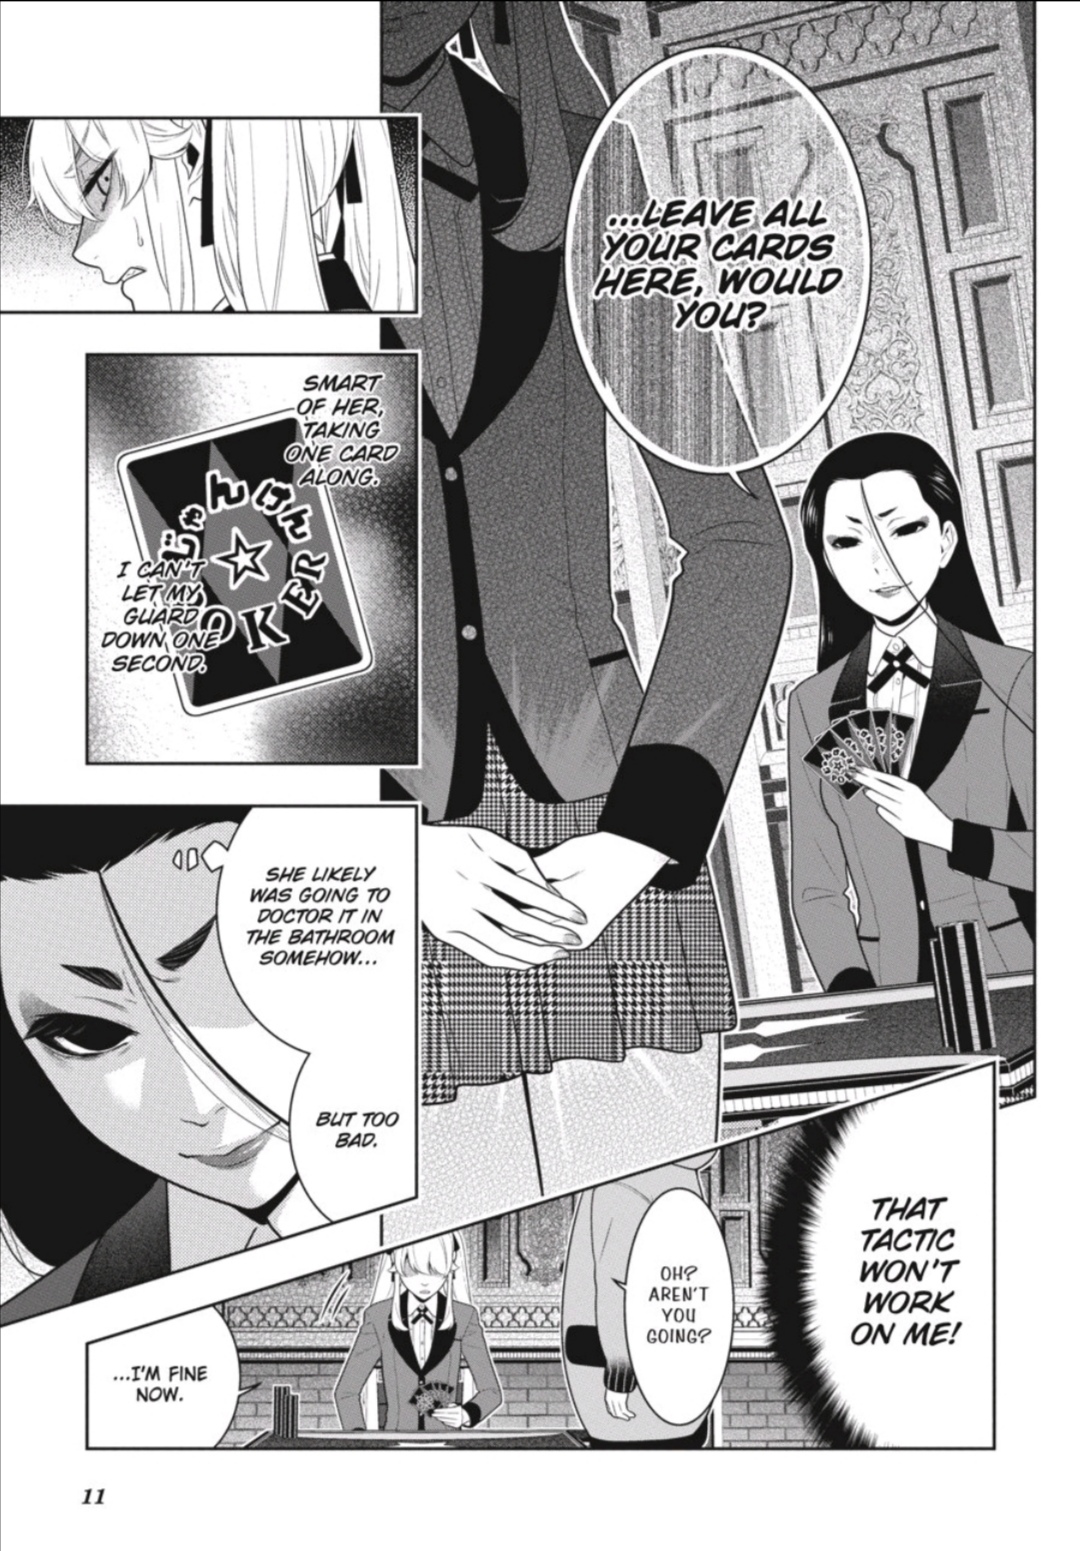 ...LEAVE ALL
YOUR CARDS
HERE, WOULD
YOU?
SMART
OF HER,
TAKING
ONE CARD
ALONG.
じゃんけん
OKER
I CAN'T
LET MY
GUARD
DOWN ONE
SECOND.
SHE LIKELY
WAS GOING TO
DOCTOR IT IN
THE BATHROOM
SOMEHOW...
BUT TOO
BAD.
THAT
TACTIC
WON'T
WORK
ON ME!
OH?
AREN'T
YOU
GOING?
...I'M FINE
NOW.
11